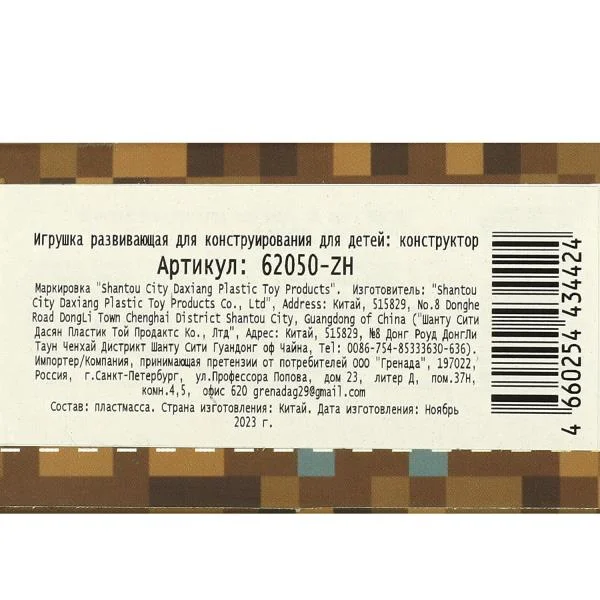 Игрушка развивающая для конструирования для детей: конструктор
Артикул: 62050-ZH
Маркировка "Shantou City Daxiang Plastic Toy Products". Изготовитель: "Shantou
City Daxiang Plastic Toy Products Co., Ltd", Address: Китай, 515829, No.8 Donghe
Road DongLi Town Chenghai District Shantou City, Guangdong of China ("Шанту Сити
Дасян Пластик Той Продактс Ко., Лтд", Адрес: Китай, 515829, №8 Донг Роуд ДонгЛи
Таун Ченхай Дистрикт Шанту Сити Гуандонг оф Чайна, Тел: 0086-754-85333630-636).
Импортер/Компания, принимающая претензии от потребителей ООО "Гренада", 197022,
Россия, г.Санкт-Петербург, ул.Профессора Попова, дом 23, литер Д, пом.37Н,
комн.4,5, офис 620 grenadag29@gmail.com
Состав: пластмасса. Страна изготовления: Китай. Дата изготовления: Ноябрь
2023 г.
4 660254 434424